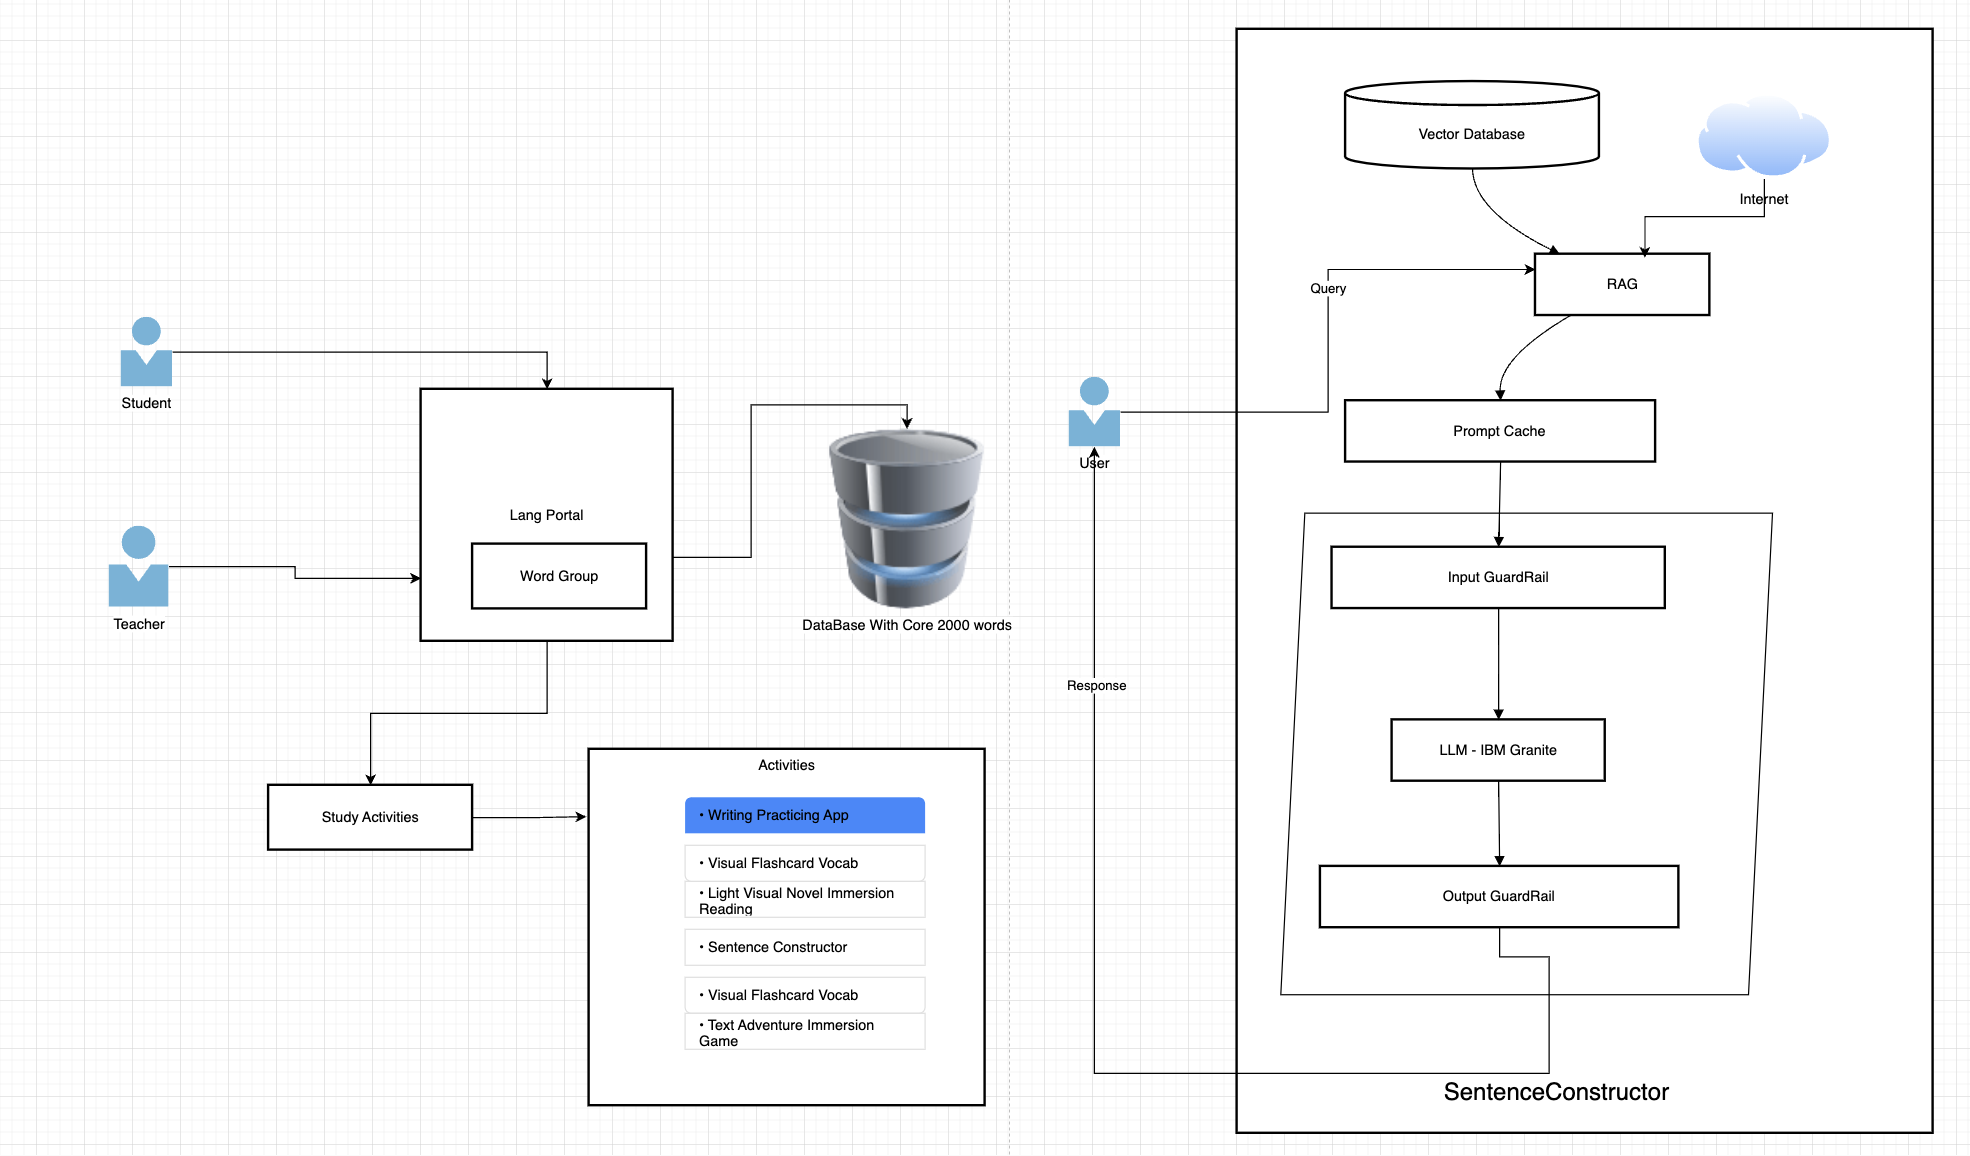 Student
Teacher
Lang Portal
Word Group
DataBase With Core 2000 words
Study Activities
Activities
• Writing Practicing App
• Visual Flashcard Vocab
• Light Visual Novel Immersion
Reading
• Sentence Constructor
• Visual Flashcard Vocab
• Text Adventure Immersion
Game
User
Query
Response
Vector Database
Internet
RAG
Prompt Cache
Input GuardRail
LLM - IBM Granite
Output GuardRail
SentenceConstructor